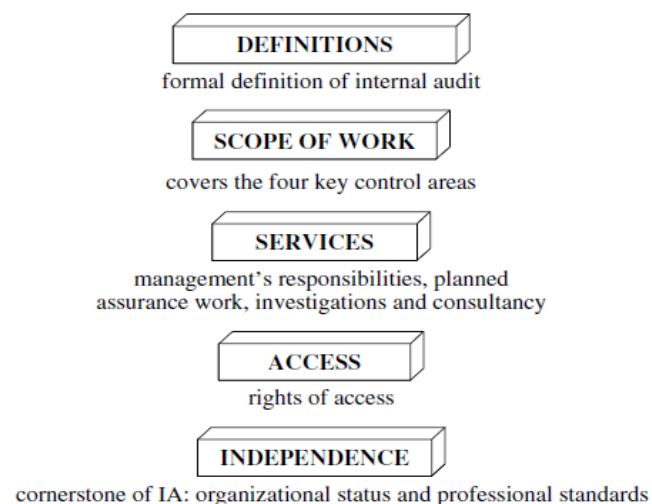 DEFINITIONS
formal definition of internal audit
SCOPE OF WORK
covers the four key control areas
SERVICES
management’s responsibilities, planned
assurance work, investigations and consultancy
ACCESS
rights of access
INDEPENDENCE
cornerstone of IA: organizational status and professional standards